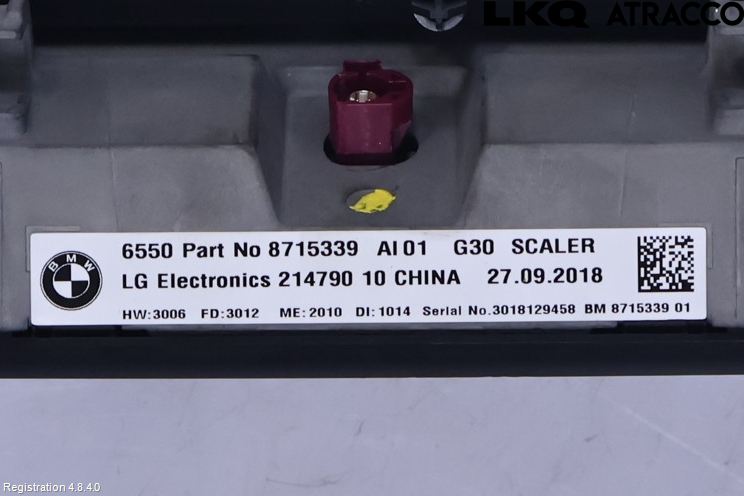 LKQ ATRACCO
BMW
6550 Part No 8715339 AI 01 G30 SCALER
LG Electronics 214790 10 CHINA 27.09.2018
HW:3006 FD:3012 ME:2010 DI:1014 Serial No.3018129458 BM 8715339 01
Registration 4.8.4.0